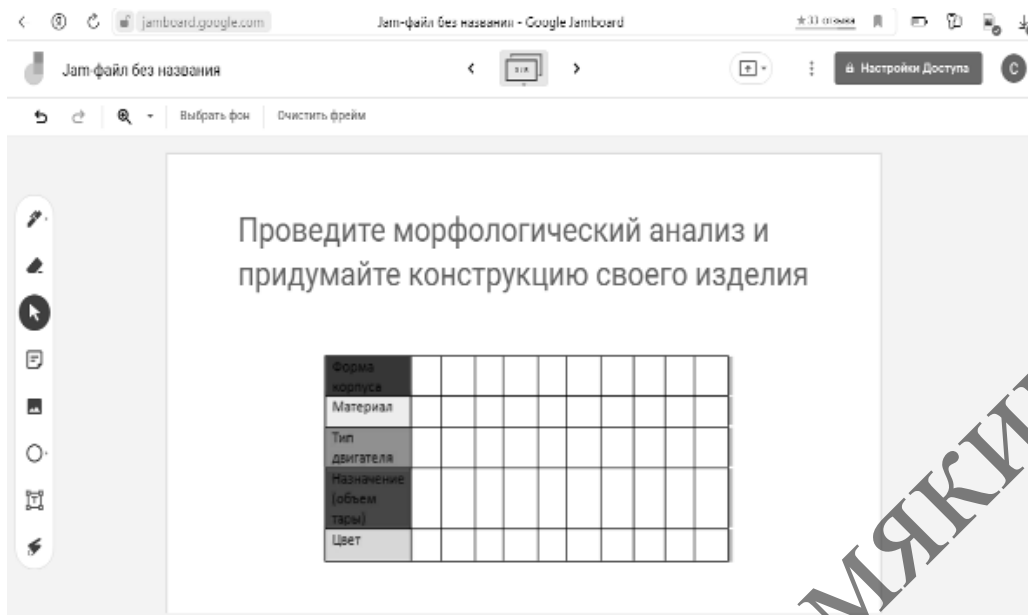 jamboard.google.com
Jam-файл без названия - Google Jamboard
Jam-файл без названия
Настройки Доступа
С
Выбрать фон
Очистить фрейм
Проведите морфологический анализ и
придумайте конструкцию своего изделия
Форма
корпуса
Материал
Тип
двигателя
Назначение
(объем
тары)
Цвет